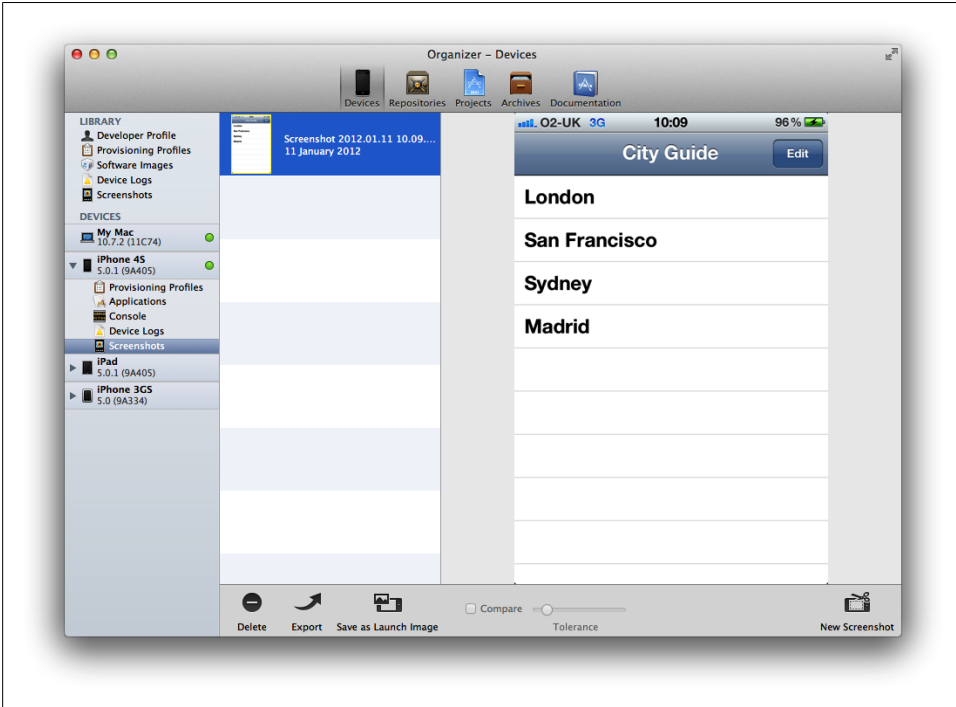 Organizer – Devices
Devices Repositories Projects Archives Documentation
LIBRARY
Developer Profile
Provisioning Profiles
Software Images
Device Logs
Screenshots
DEVICES
My Mac
10.7.2 (11C74)
iPhone 4S
5.0.1 (9A405)
Provisioning Profiles
Applications
Console
Device Logs
Screenshots
iPad
5.0.1 (9A405)
iPhone 3GS
5.0 (9A334)
Screenshot 2012.01.11 10.09....
11 January 2012
O2-UK 3G 10:09 96%
City Guide Edit
London
San Francisco
Sydney
Madrid
Delete Export Save as Launch Image Compare Tolerance New Screenshot